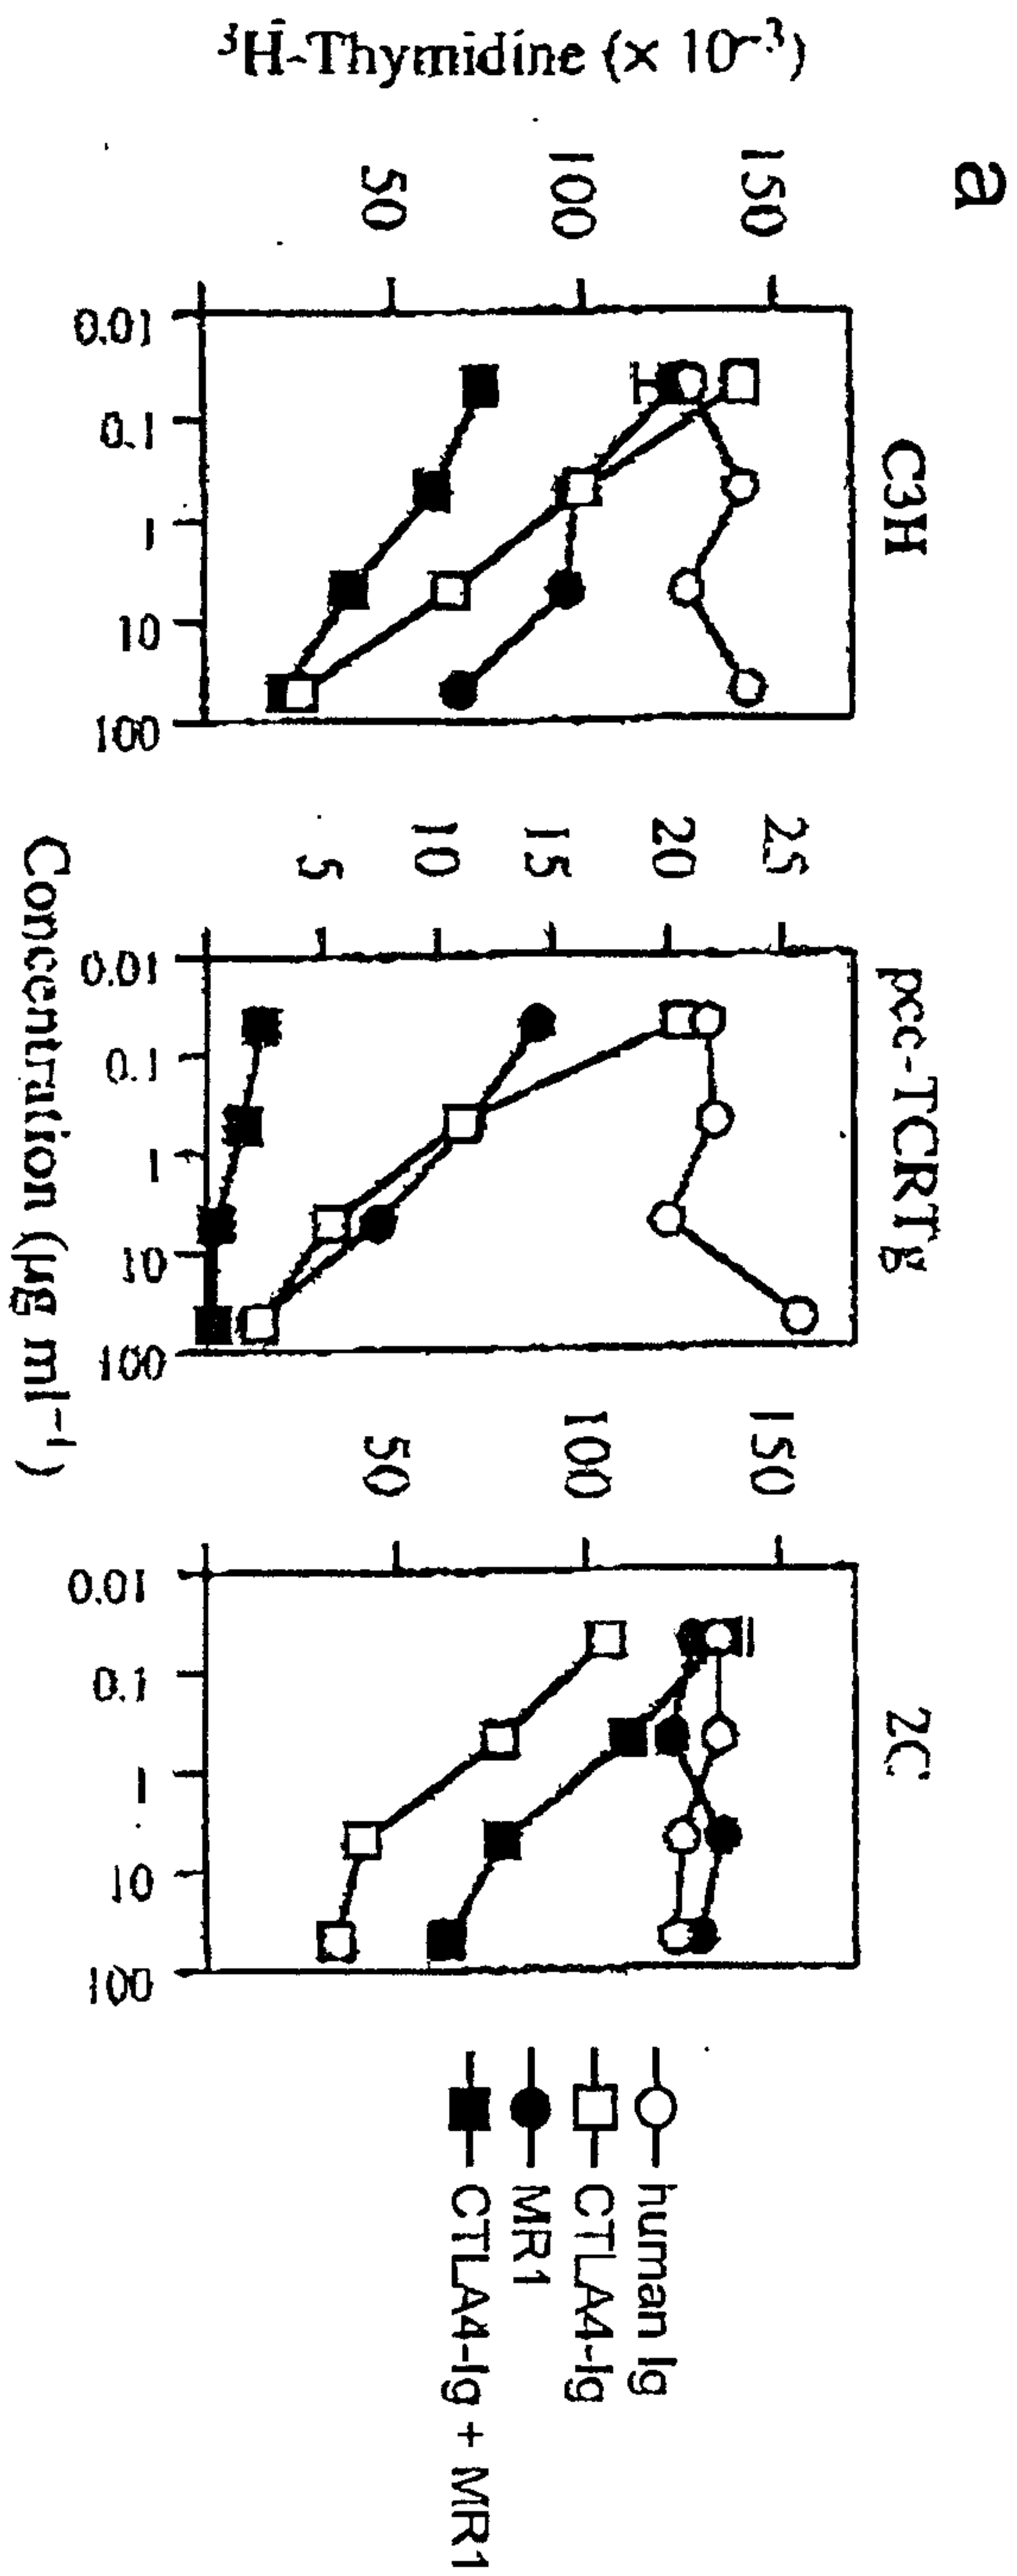 a
C3H
pcc-TCRTg
2C
³H-Thymidine (× 10⁻³)
150
100
50
0.01
0.1
1
10
100
25
20
15
10
5
0.01
0.1
1
10
100
150
100
50
0.01
0.1
1
10
100
Concentration (µg ml⁻¹)
human Ig
CTLA4-Ig
MR1
CTLA4-Ig + MR1